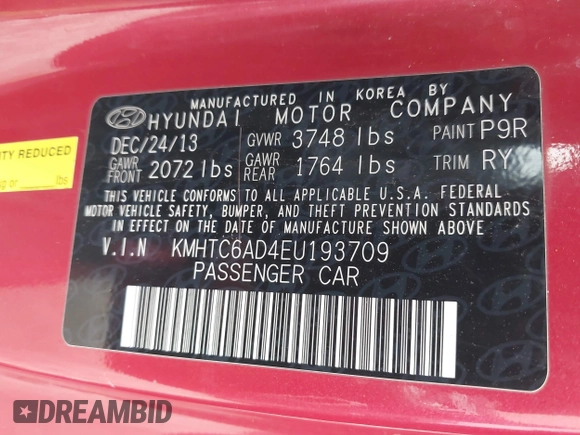 MANUFACTURED IN KOREA BY
HYUNDAI MOTOR COMPANY
DEC/24/13 GVWR 3748 lbs PAINT P9R
GAWR FRONT 2072 lbs GAWR REAR 1764 lbs TRIM RY
THIS VEHICLE CONFORMS TO ALL APPLICABLE U.S.A. FEDERAL
MOTOR VEHICLE SAFETY, BUMPER, AND THEFT PREVENTION STANDARDS
IN EFFECT ON THE DATE OF MANUFACTURE SHOWN ABOVE.
V.I.N KMHTC6AD4EU193709
PASSENGER CAR
REDUCED
or lbs
DREAMBID